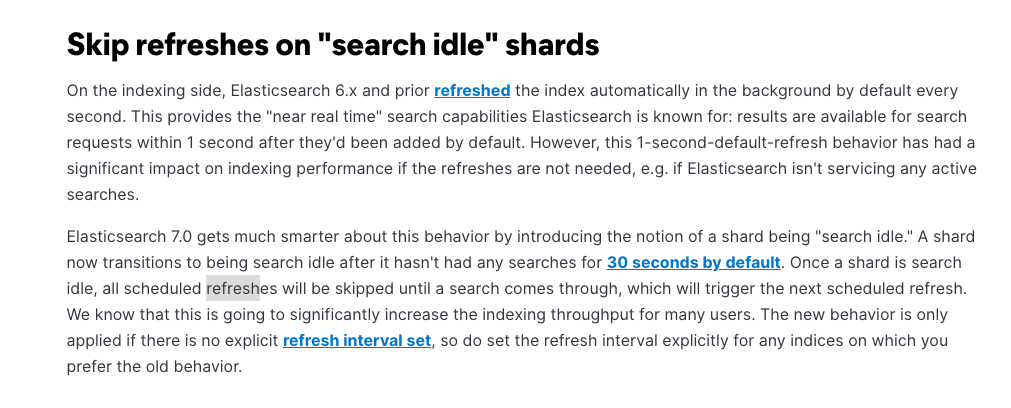 Skip refreshes on "search idle" shards
On the indexing side, Elasticsearch 6.x and prior refreshed the index automatically in the background by default every
second. This provides the "near real time" search capabilities Elasticsearch is known for: results are available for search
requests within 1 second after they'd been added by default. However, this 1-second-default-refresh behavior has had a
significant impact on indexing performance if the refreshes are not needed, e.g. if Elasticsearch isn't servicing any active
searches.
Elasticsearch 7.0 gets much smarter about this behavior by introducing the notion of a shard being "search idle." A shard
now transitions to being search idle after it hasn't had any searches for 30 seconds by default. Once a shard is search
idle, all scheduled refreshes will be skipped until a search comes through, which will trigger the next scheduled refresh.
We know that this is going to significantly increase the indexing throughput for many users. The new behavior is only
applied if there is no explicit refresh interval set, so do set the refresh interval explicitly for any indices on which you
prefer the old behavior.